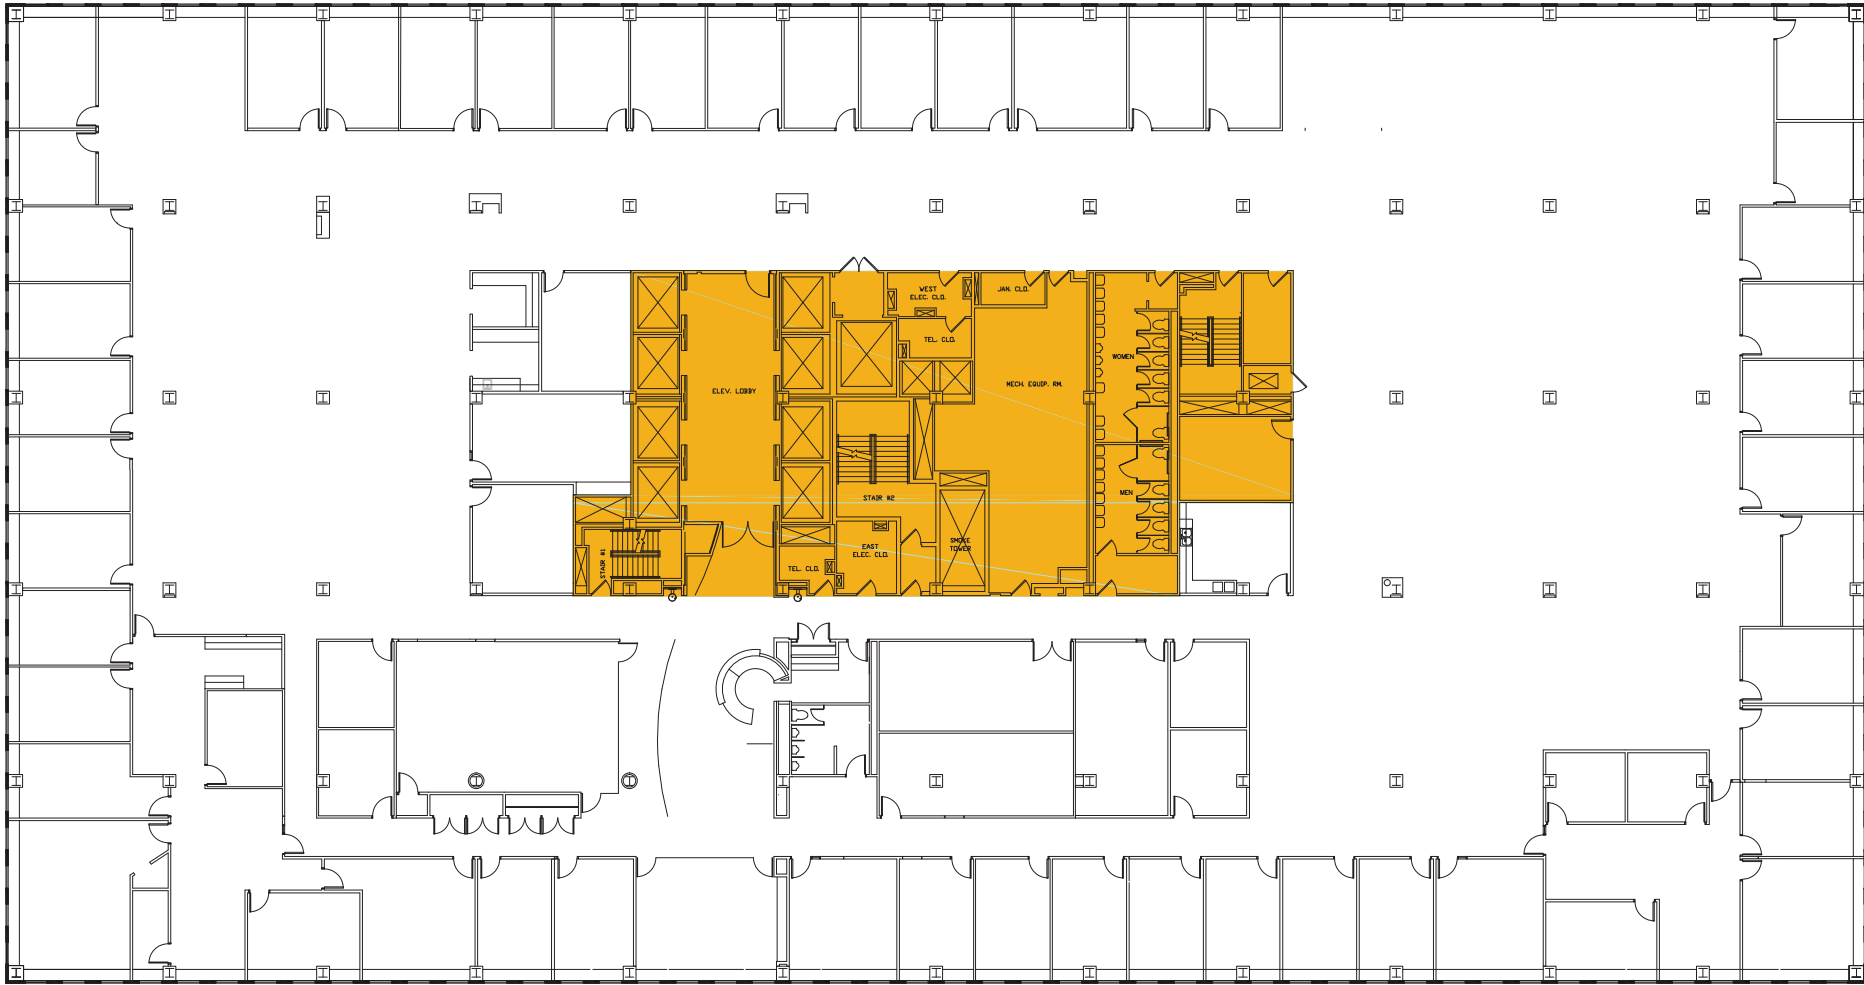 WEST
ELEC. CLO.
JAN. CLO.
TEL. CLO.
WOMEN
ELEV. LOBBY
MECH. EQUIP. RM.
MEN
STAIR #2
SMOKE
TOWER
EAST
ELEC. CLO.
STAIR #1
TEL. CLO.